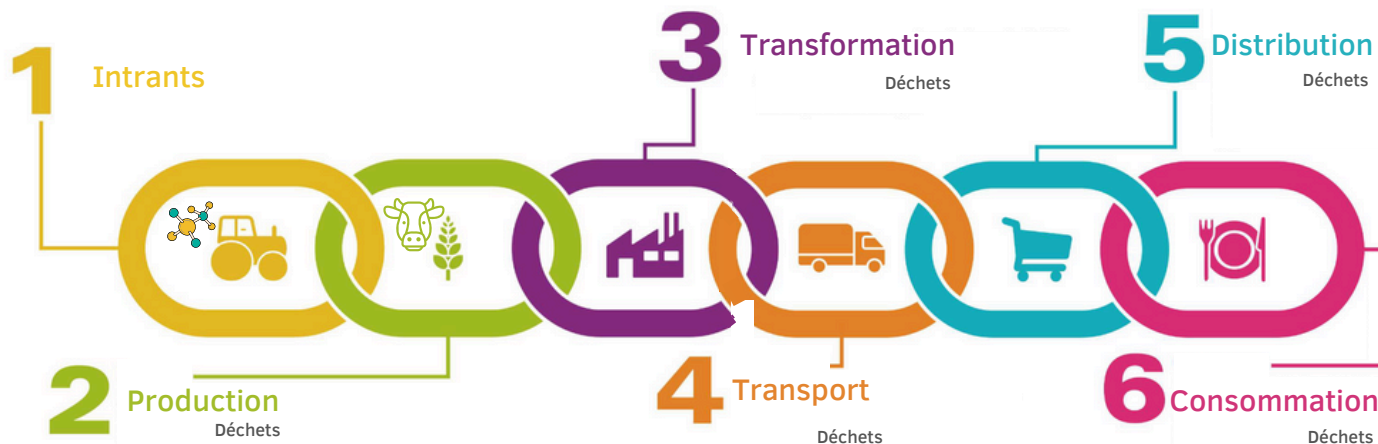 1 Intrants
2 Production
Déchets
3 Transformation
Déchets
4 Transport
Déchets
5 Distribution
Déchets
6 Consommation
Déchets